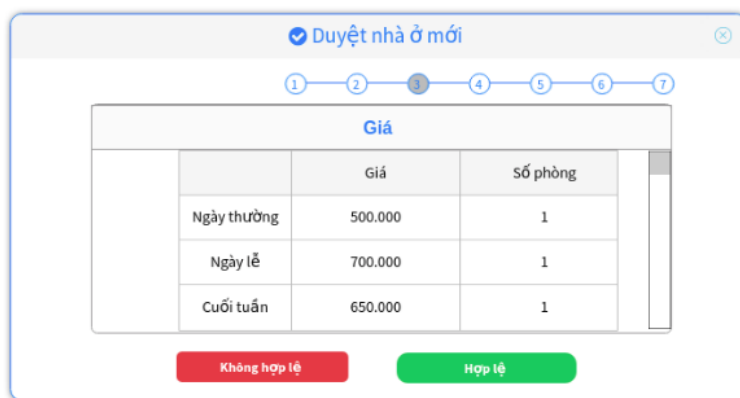 Duyệt nhà ở mới
1 2 3 4 5 6 7
Giá
Giá Số phòng
Ngày thường 500.000 1
Ngày lễ 700.000 1
Cuối tuần 650.000 1
Không hợp lệ Hợp lệ